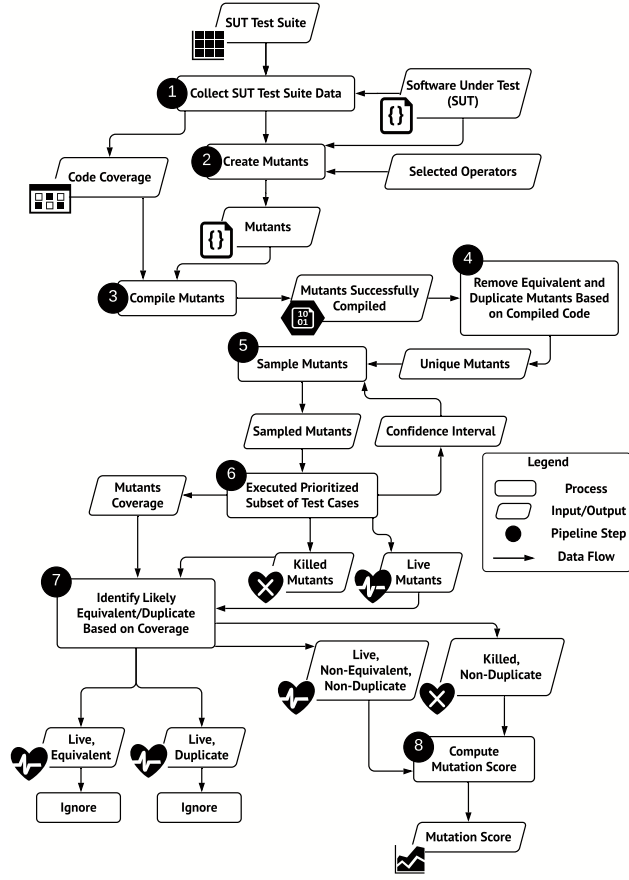 SUT Test Suite
1
Collect SUT Test Suite Data
Software Under Test
(SUT)
{}
2
Create Mutants
Selected Operators
Code Coverage
{}
Mutants
3
Compile Mutants
Mutants Successfully
Compiled
10
01
4
Remove Equivalent and
Duplicate Mutants Based
on Compiled Code
5
Sample Mutants
Unique Mutants
Sampled Mutants
Confidence Interval
6
Executed Prioritized
Subset of Test Cases
Mutants
Coverage
Legend
Process
Input/Output
Pipeline Step
Data Flow
Killed
Mutants
Live
Mutants
7
Identify Likely
Equivalent/Duplicate
Based on Coverage
Live,
Non-Equivalent,
Non-Duplicate
Killed,
Non-Duplicate
Live,
Equivalent
Live,
Duplicate
8
Compute
Mutation Score
Ignore
Ignore
Mutation Score